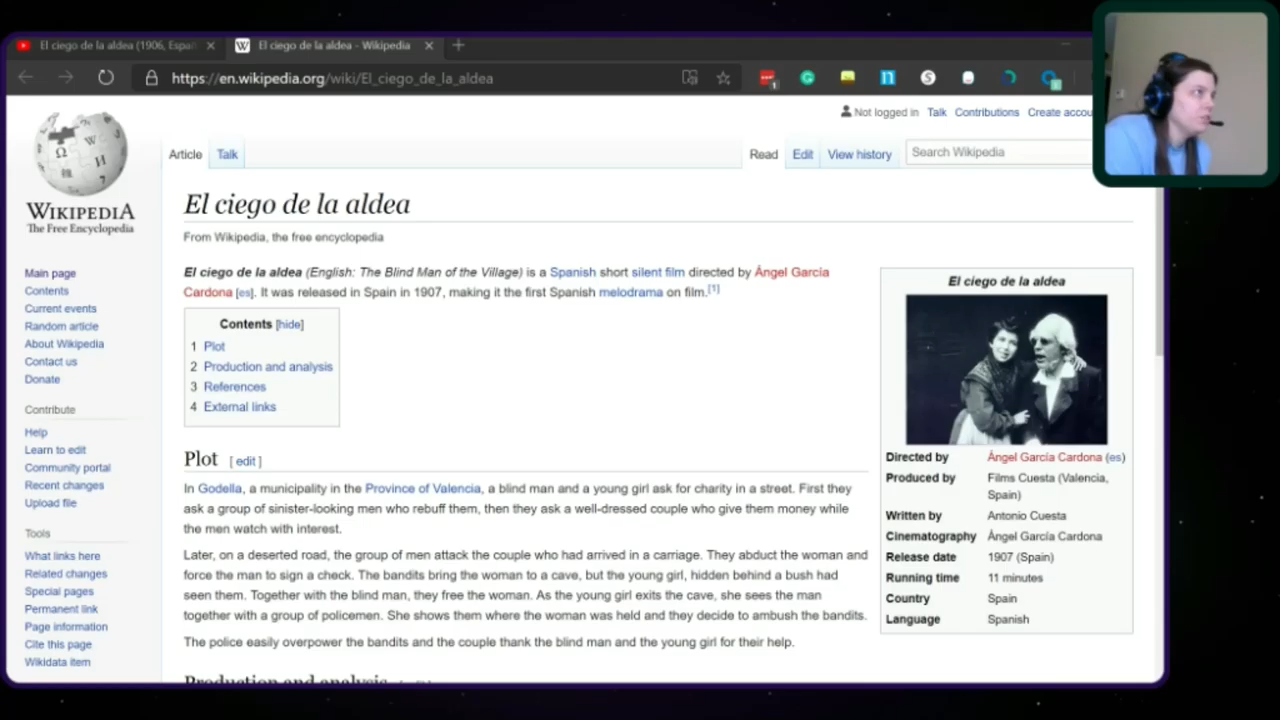 El ciego de la aldea (1906, Españ
El ciego de la aldea - Wikipedia
https://en.wikipedia.org/wiki/El_ciego_de_la_aldea
Not logged in Talk Contributions Create accou
Article Talk
Read Edit View history Search Wikipedia
WIKIPEDIA
The Free Encyclopedia
Main page
Contents
Current events
Random article
About Wikipedia
Contact us
Donate
Contribute
Help
Learn to edit
Community portal
Recent changes
Upload file
Tools
What links here
Related changes
Special pages
Permanent link
Page information
Cite this page
Wikidata item
El ciego de la aldea
From Wikipedia, the free encyclopedia
El ciego de la aldea (English: The Blind Man of the Village) is a Spanish short silent film directed by Ángel García
Cardona [es]. It was released in Spain in 1907, making it the first Spanish melodrama on film.[1]
Contents [hide]
1 Plot
2 Production and analysis
3 References
4 External links
Plot [ edit ]
In Godella, a municipality in the Province of Valencia, a blind man and a young girl ask for charity in a street. First they
ask a group of sinister-looking men who rebuff them, then they ask a well-dressed couple who give them money while
the men watch with interest.
Later, on a deserted road, the group of men attack the couple who had arrived in a carriage. They abduct the woman and
force the man to sign a check. The bandits bring the woman to a cave, but the young girl, hidden behind a bush had
seen them. Together with the blind man, they free the woman. As the young girl exits the cave, she sees the man
together with a group of policemen. She shows them where the woman was held and they decide to ambush the bandits.
The police easily overpower the bandits and the couple thank the blind man and the young girl for their help.
Production and analysis
El ciego de la aldea
Directed by Ángel García Cardona (es)
Produced by Films Cuesta (Valencia,
Spain)
Written by Antonio Cuesta
Cinematography Ángel García Cardona
Release date 1907 (Spain)
Running time 11 minutes
Country Spain
Language Spanish